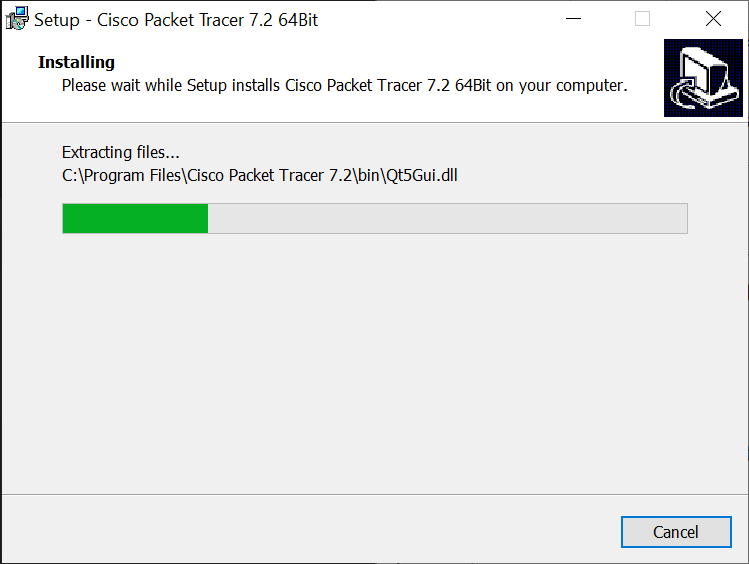 Setup - Cisco Packet Tracer 7.2 64Bit
Installing
Please wait while Setup installs Cisco Packet Tracer 7.2 64Bit on your computer.
Extracting files...
C:\Program Files\Cisco Packet Tracer 7.2\bin\Qt5Gui.dll
Cancel